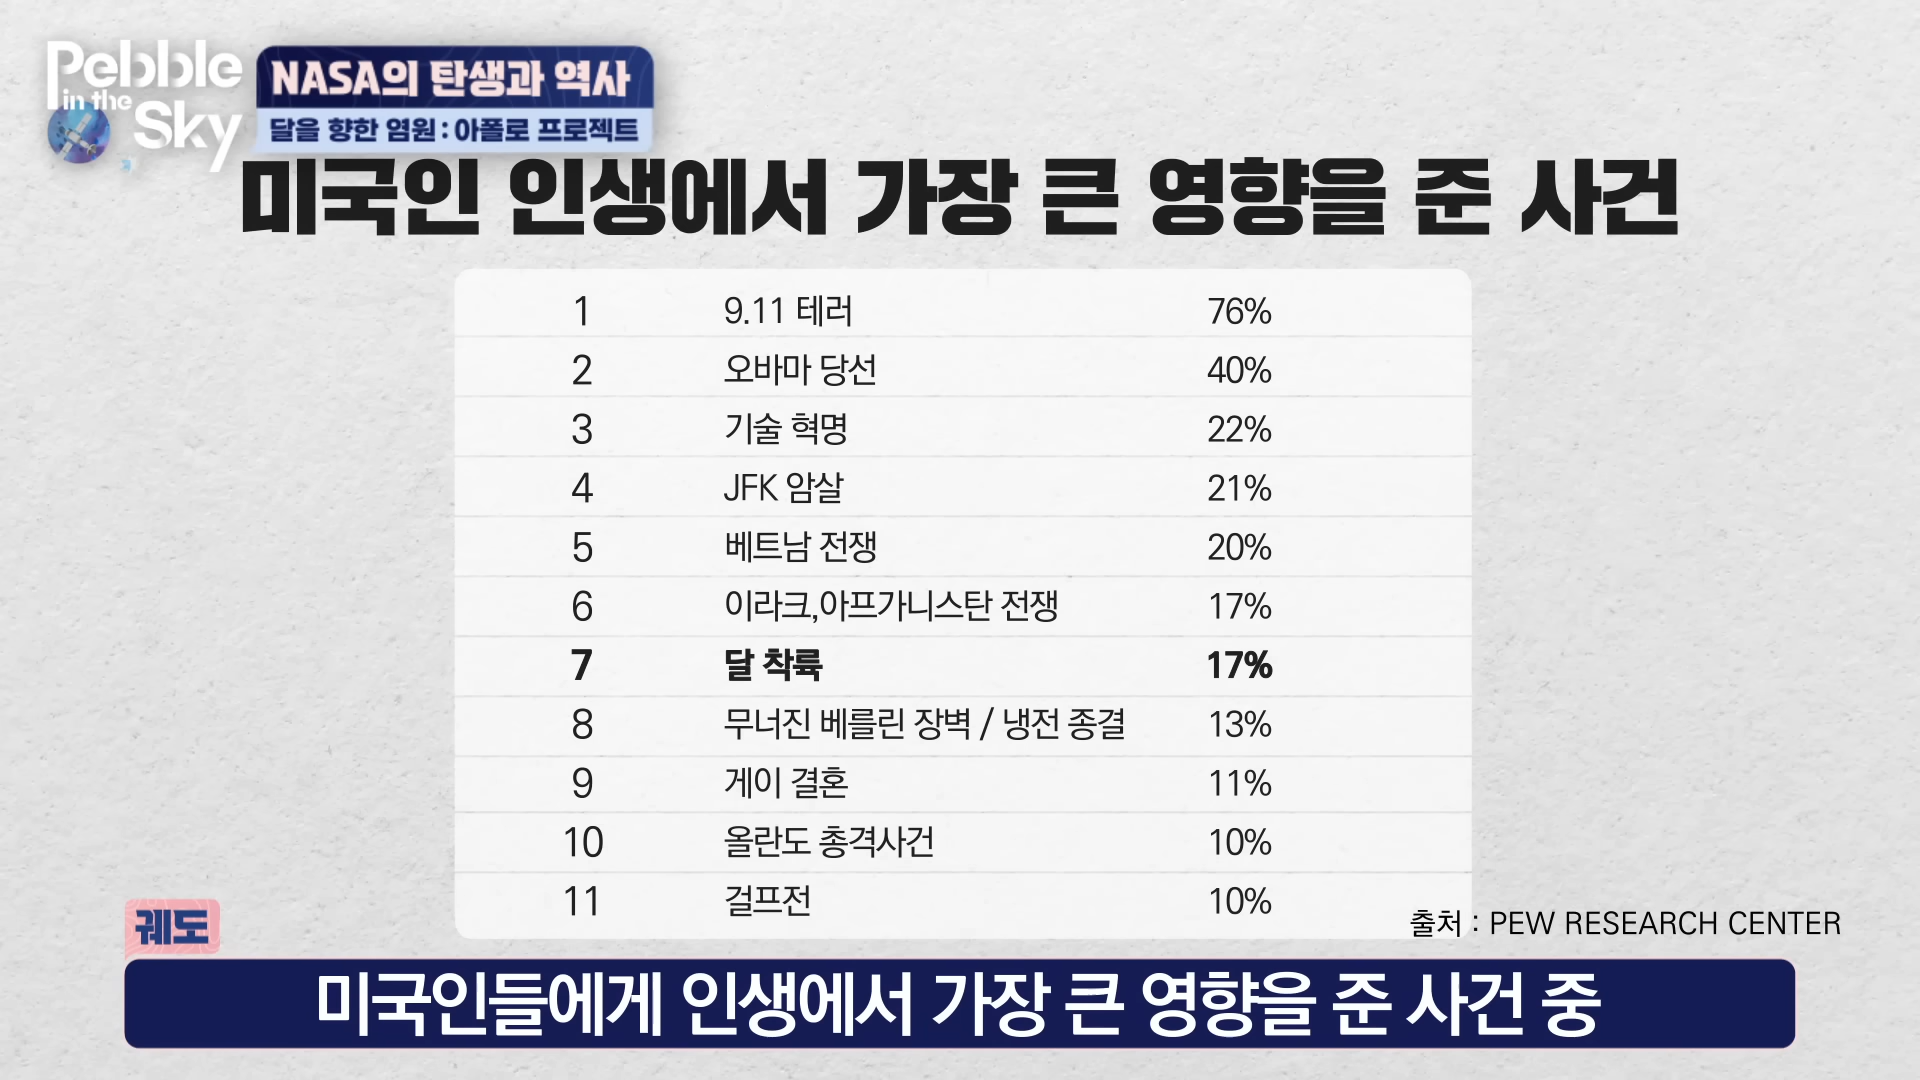 Pebble
in the
Sky
NASA의 탄생과 역사
달을 향한 염원 : 아폴로 프로젝트
미국인 인생에서 가장 큰 영향을 준 사건
1 9.11 테러 76%
2 오바마 당선 40%
3 기술 혁명 22%
4 JFK 암살 21%
5 베트남 전쟁 20%
6 이라크,아프가니스탄 전쟁 17%
7 달 착륙 17%
8 무너진 베를린 장벽 / 냉전 종결 13%
9 게이 결혼 11%
10 올란도 총격사건 10%
11 걸프전 10%
출처 : PEW RESEARCH CENTER
궤도
미국인들에게 인생에서 가장 큰 영향을 준 사건 중